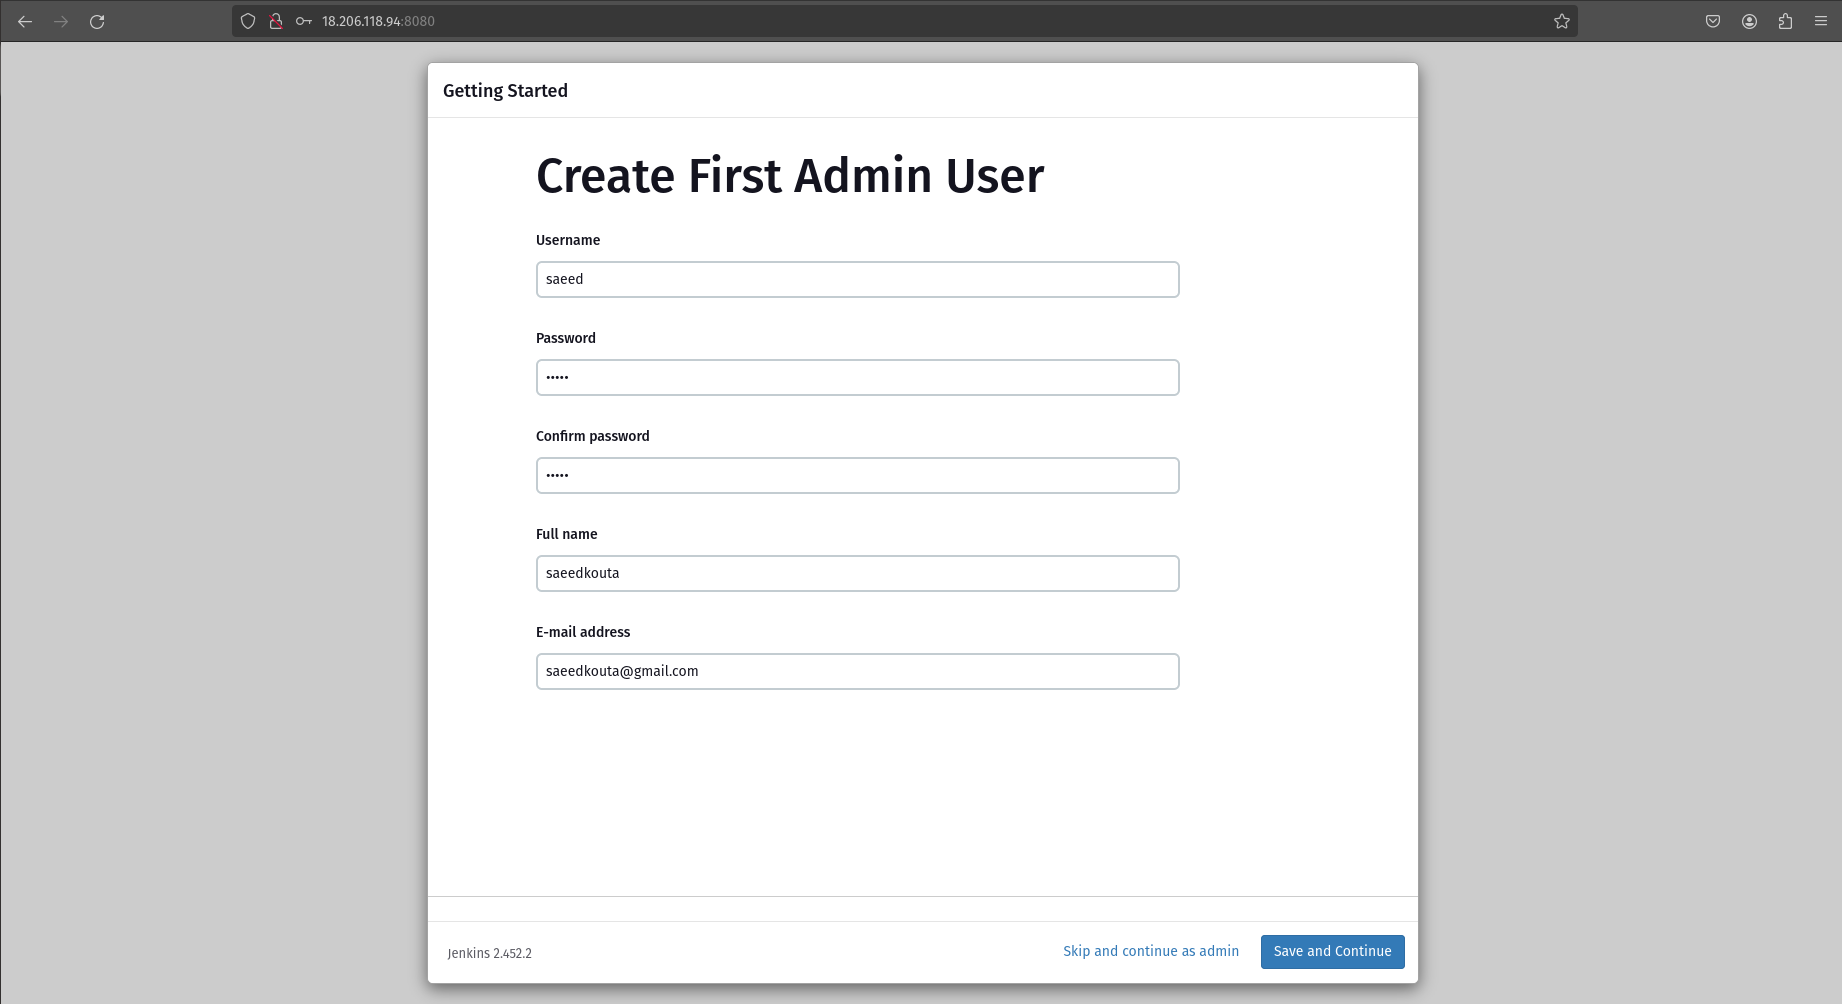 18.206.118.94:8080
Getting Started
Create First Admin User
Username
saeed
Password
•••••
Confirm password
•••••
Full name
saeedkouta
E-mail address
saeedkouta@gmail.com
Jenkins 2.452.2
Skip and continue as admin
Save and Continue